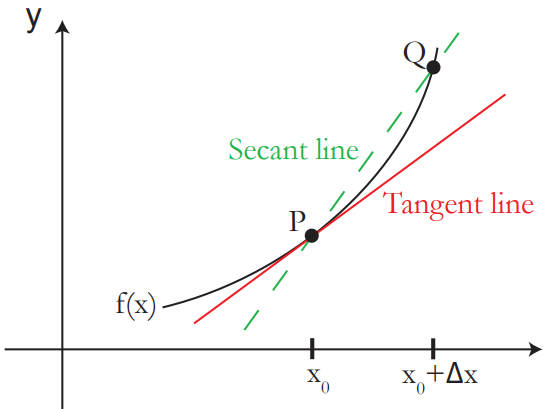 y
Q
Secant line
Tangent line
P
f(x)
x₀
x₀+Δx